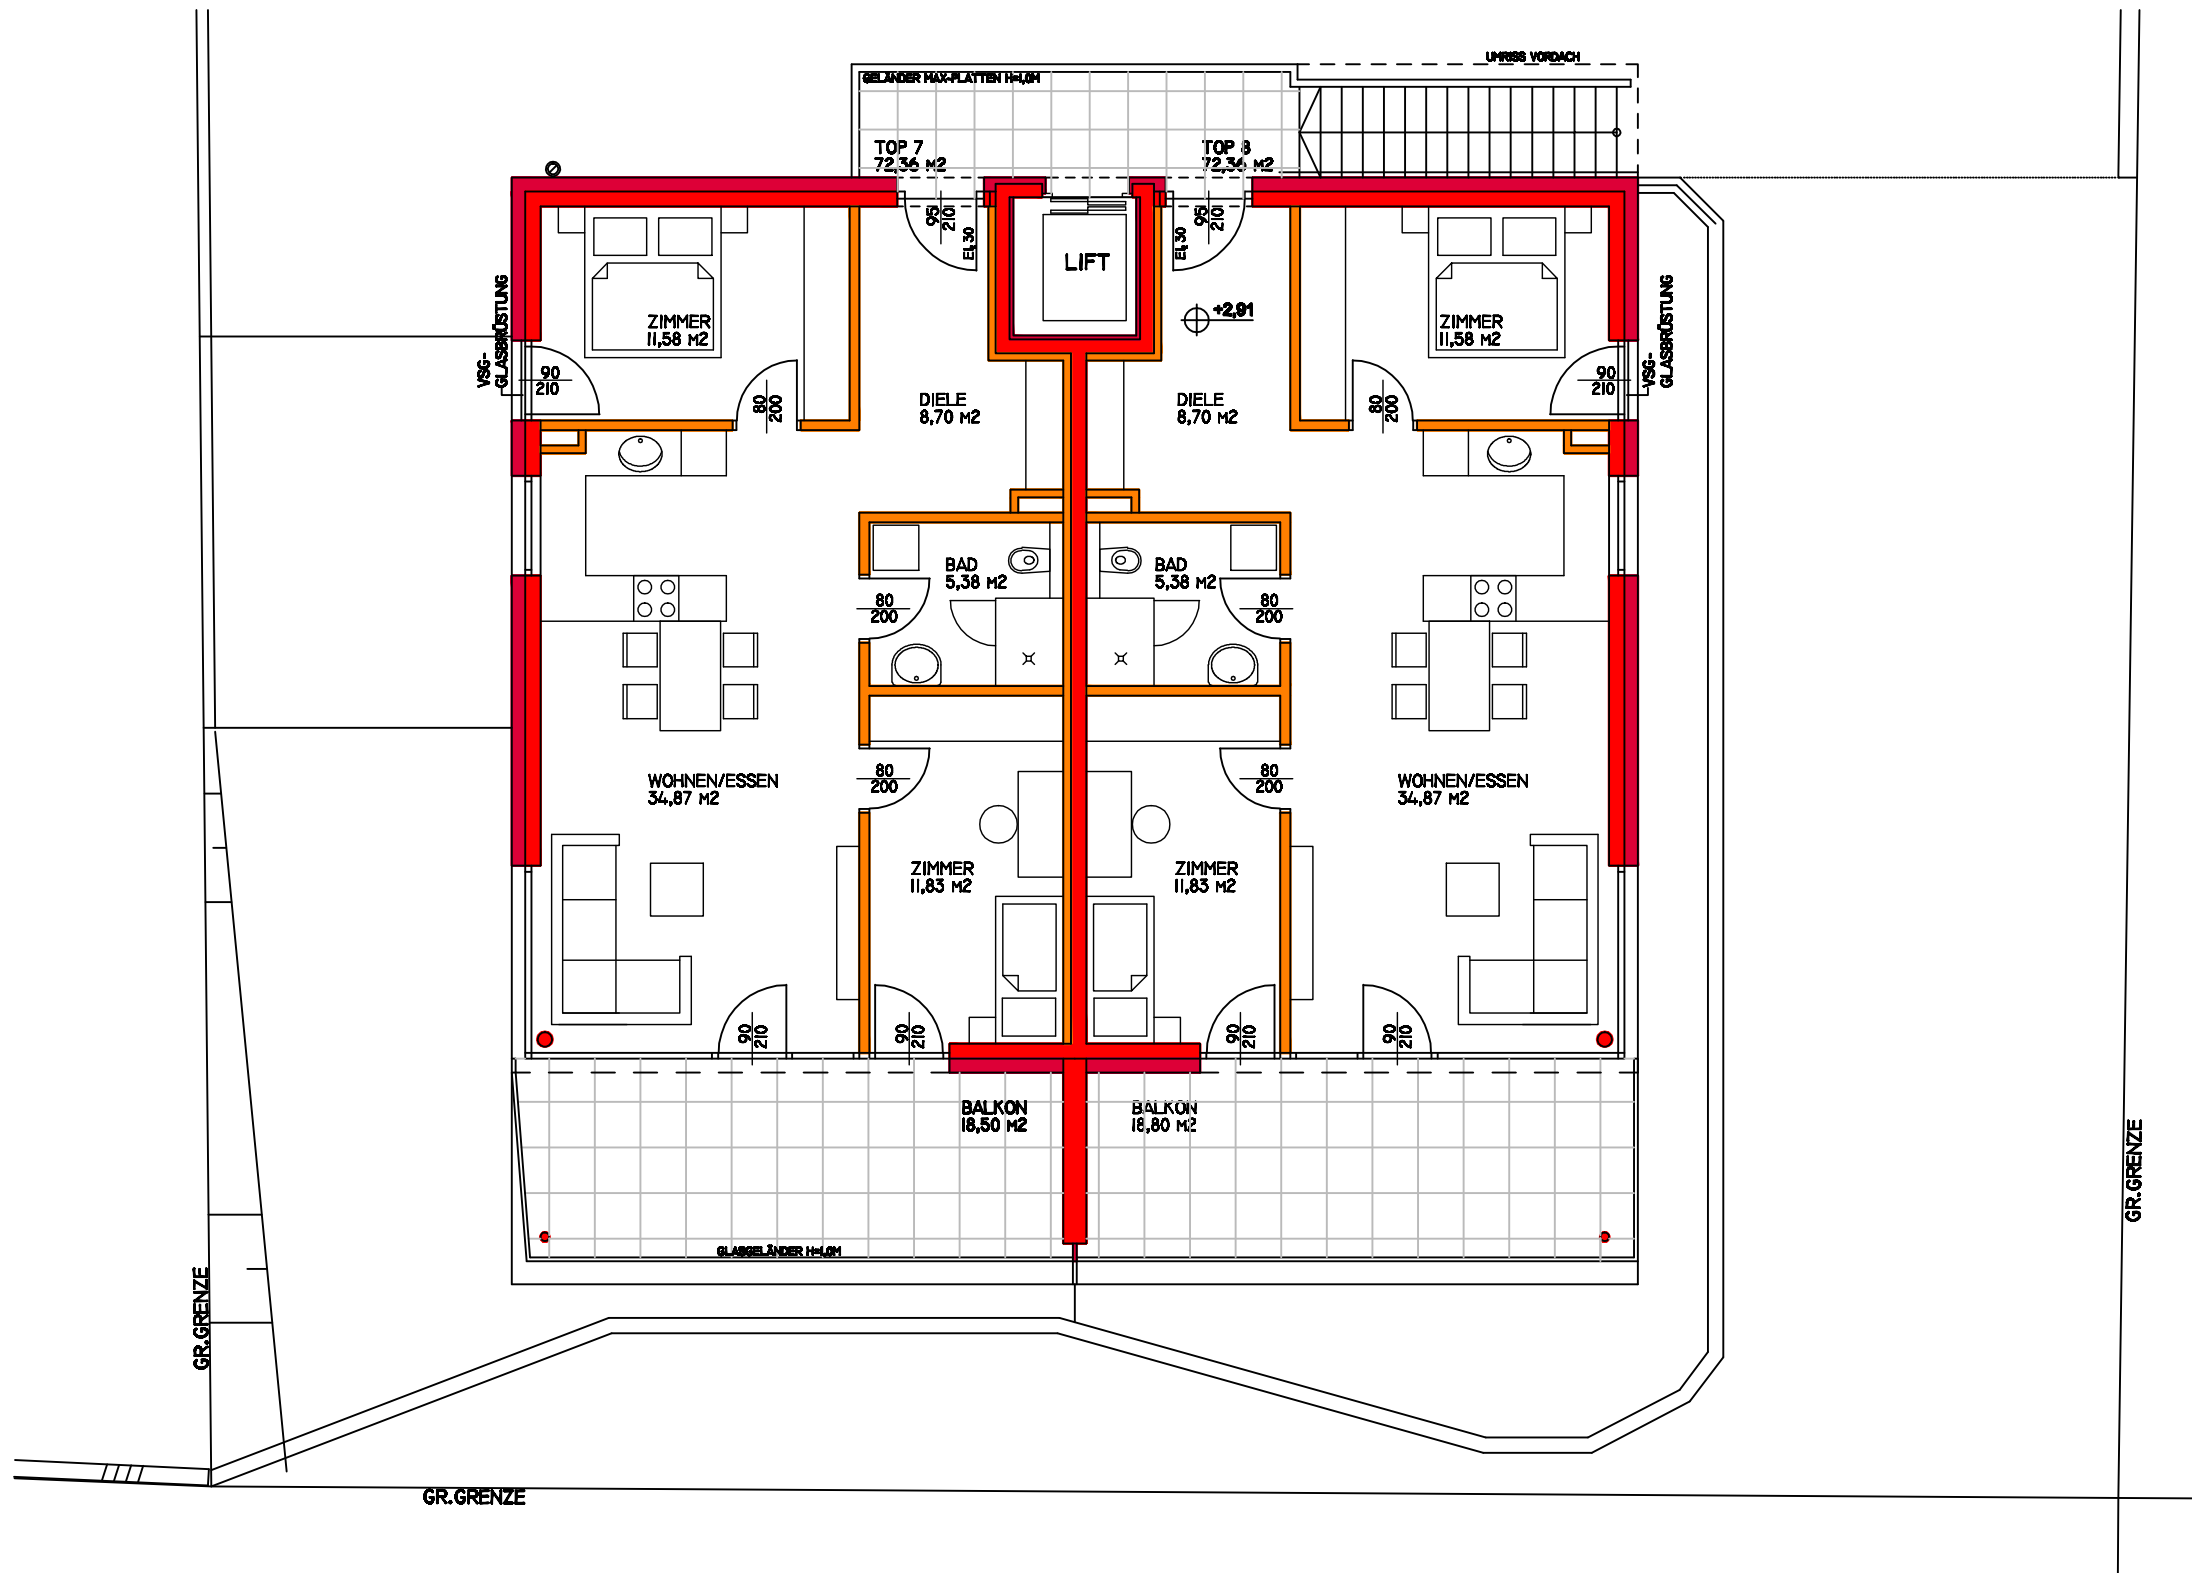 UMRISS VORDACH
GELÄNDER MAX-PLATTEN H=1,0M
TOP 7
72,36 M2
TOP 8
72,36 M2
95
210
EI30
95
210
EI30
LIFT
+2,91
VSG-
GLASBRÜSTUNG
ZIMMER
11,58 M2
ZIMMER
11,58 M2
VSG-
GLASBRÜSTUNG
90
210
80
200
DIELE
8,70 M2
DIELE
8,70 M2
80
200
90
210
BAD
5,38 M2
BAD
5,38 M2
80
200
80
200
WOHNEN/ESSEN
34,87 M2
80
200
80
200
WOHNEN/ESSEN
34,87 M2
ZIMMER
11,83 M2
ZIMMER
11,83 M2
90
210
90
210
90
210
90
210
BALKON
18,50 M2
BALKON
18,80 M2
GLASGELÄNDER H=1,0M
GR.GRENZE
GR.GRENZE
GR.GRENZE